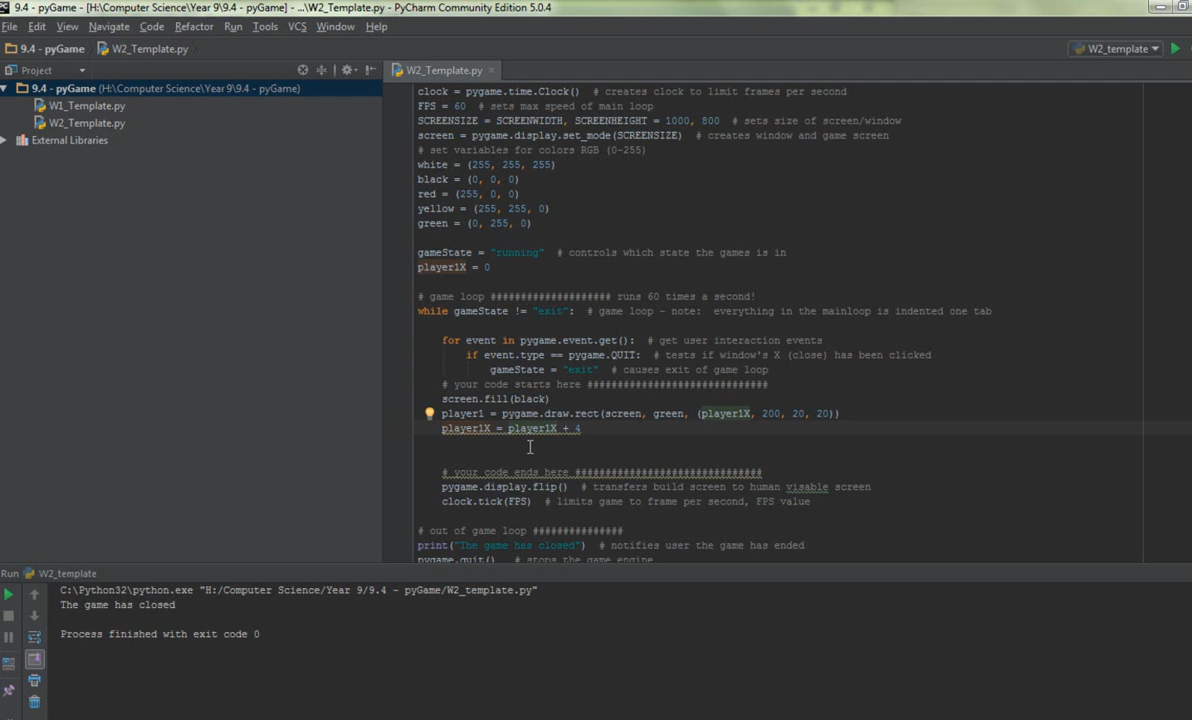 9.4 - pyGame - [H:\Computer Science\Year 9\9.4 - pyGame] - ...\W2_Template.py - PyCharm Community Edition 5.0.4
File Edit View Navigate Code Refactor Run Tools VCS Window Help
9.4 - pyGame W2_Template.py W2_template
Project W2_Template.py
9.4 - pyGame (H:\Computer Science\Year 9\9.4 - pyGame)
W1_Template.py
W2_Template.py
External Libraries
clock = pygame.time.Clock() # creates clock to limit frames per second
FPS = 60 # sets max speed of main loop
SCREENSIZE = SCREENWIDTH, SCREENHEIGHT = 1000, 800 # sets size of screen/window
screen = pygame.display.set_mode(SCREENSIZE) # creates window and game screen
# set variables for colors RGB (0-255)
white = (255, 255, 255)
black = (0, 0, 0)
red = (255, 0, 0)
yellow = (255, 255, 0)
green = (0, 255, 0)
gameState = "running" # controls which state the games is in
player1X = 0
# game loop #################### runs 60 times a second!
while gameState != "exit": # game loop - note: everything in the mainloop is indented one tab
for event in pygame.event.get(): # get user interaction events
if event.type == pygame.QUIT: # tests if window's X (close) has been clicked
gameState = "exit" # causes exit of game loop
# your code starts here ##############################
screen.fill(black)
player1 = pygame.draw.rect(screen, green, (player1X, 200, 20, 20))
player1X = player1X + 4
# your code ends here ###############################
pygame.display.flip() # transfers build screen to human visable screen
clock.tick(FPS) # limits game to frame per second, FPS value
# out of game loop ###############
print("The game has closed") # notifies user the game has ended
pygame.quit() # stops the game engine
Run W2_template
C:\Python32\python.exe "H:/Computer Science/Year 9/9.4 - pyGame/W2_template.py"
The game has closed
Process finished with exit code 0